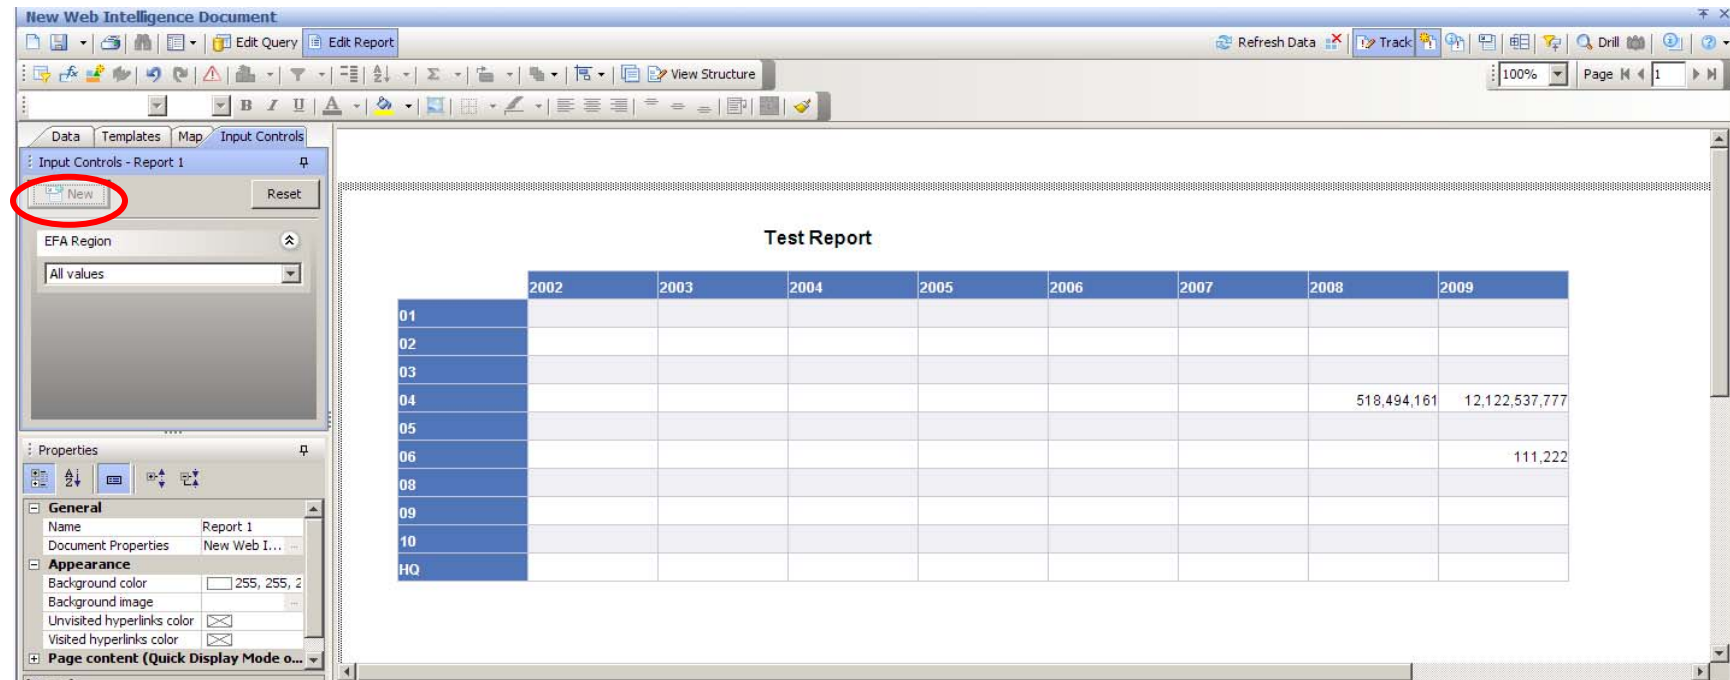 New Web Intelligence Document
Edit Query Edit Report Refresh Data Track Drill
View Structure 100% Page 1
B I U A
Data Templates Map Input Controls
Input Controls - Report 1
New Reset
EFA Region
All values
Test Report
2002 2003 2004 2005 2006 2007 2008 2009
01
02
03
04 518,494,161 12,122,537,777
05
06 111,222
08
09
10
HQ
Properties
General
Name Report 1
Document Properties New Web I... ...
Appearance
Background color 255, 255, 2
Background image ...
Unvisited hyperlinks color
Visited hyperlinks color
Page content (Quick Display Mode o...